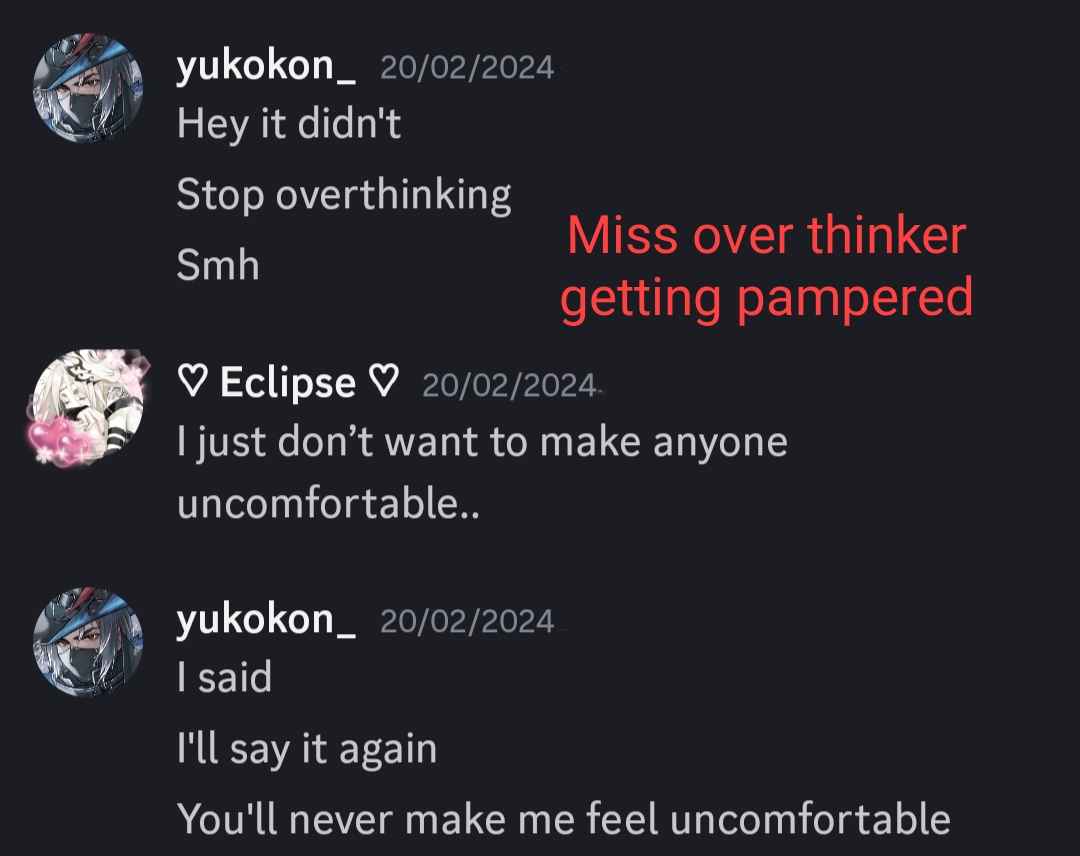 yukokon_ 20/02/2024
Hey it didn't
Stop overthinking
Smh
Miss over thinker
getting pampered
♡ Eclipse ♡ 20/02/2024
I just don’t want to make anyone
uncomfortable..
yukokon_ 20/02/2024
I said
I'll say it again
You'll never make me feel uncomfortable